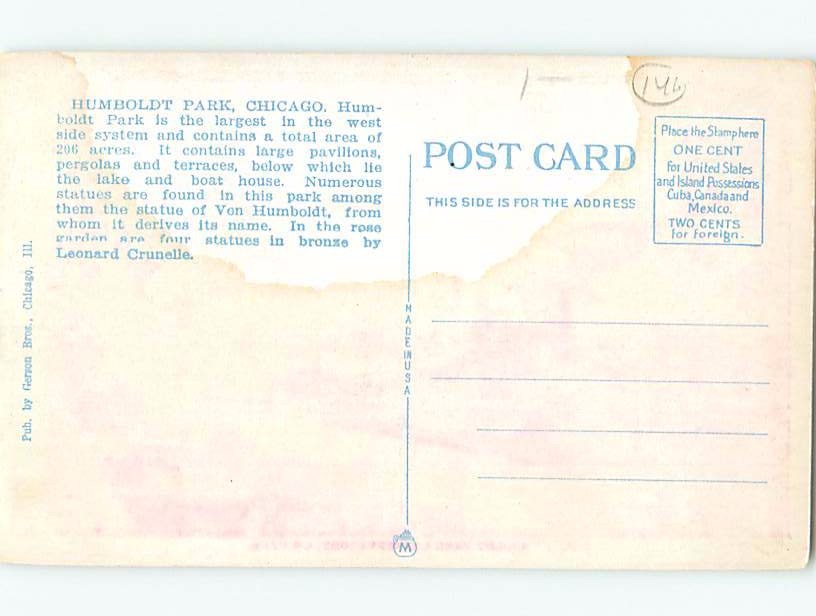 HUMBOLDT PARK, CHICAGO. Hum-
boldt Park is the largest in the west
side system and contains a total area of
206 acres. It contains large pavilions,
pergolas and terraces, below which lie
the lake and boat house. Numerous
statues are found in this park among
them the statue of Von Humboldt, from
whom it derives its name. In the rose
garden are four statues in bronze by
Leonard Crunelle.
Pub. by Gerson Bros., Chicago, Ill.
MADE IN USA
M
POST CARD
THIS SIDE IS FOR THE ADDRESS
146
Place the Stamp here
ONE CENT
for United States
and Island Possessions
Cuba, Canada and
Mexico.
TWO CENTS
for Foreign.